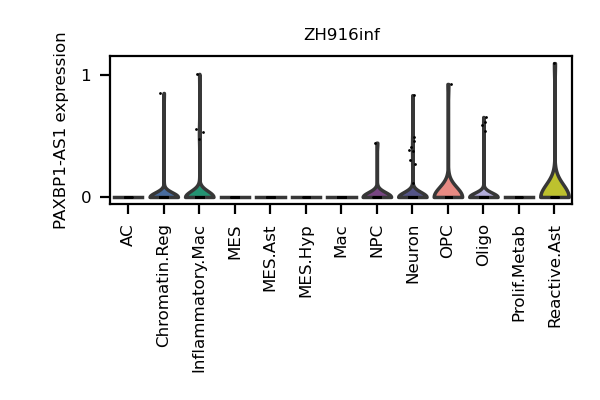 ZH916inf
PAXBP1-AS1 expression
1
0
AC
Chromatin.Reg
Inflammatory.Mac
MES
MES.Ast
MES.Hyp
Mac
NPC
Neuron
OPC
Oligo
Prolif.Metab
Reactive.Ast